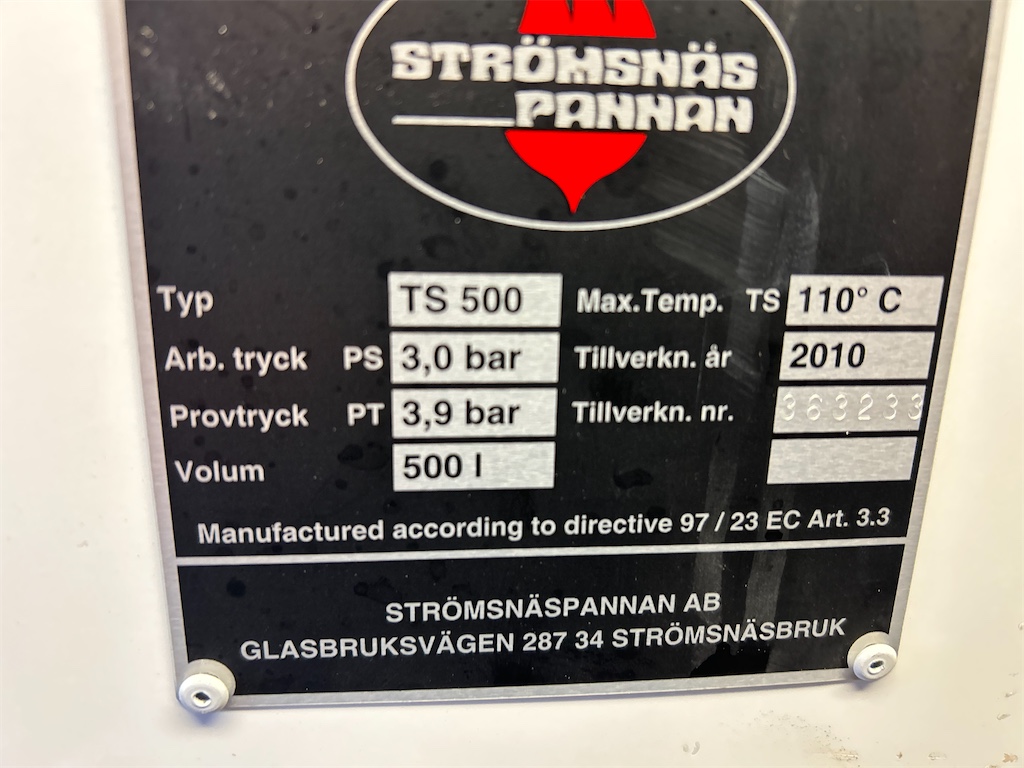 STRÖMSNÄS
PANNAN
Typ TS 500 Max.Temp. TS 110° C
Arb. tryck PS 3,0 bar Tillverkn. år 2010
Provtryck PT 3,9 bar Tillverkn. nr. 363233
Volum 500 l
Manufactured according to directive 97 / 23 EC Art. 3.3
STRÖMSNÄSPANNAN AB
GLASBRUKSVÄGEN 287 34 STRÖMSNÄSBRUK